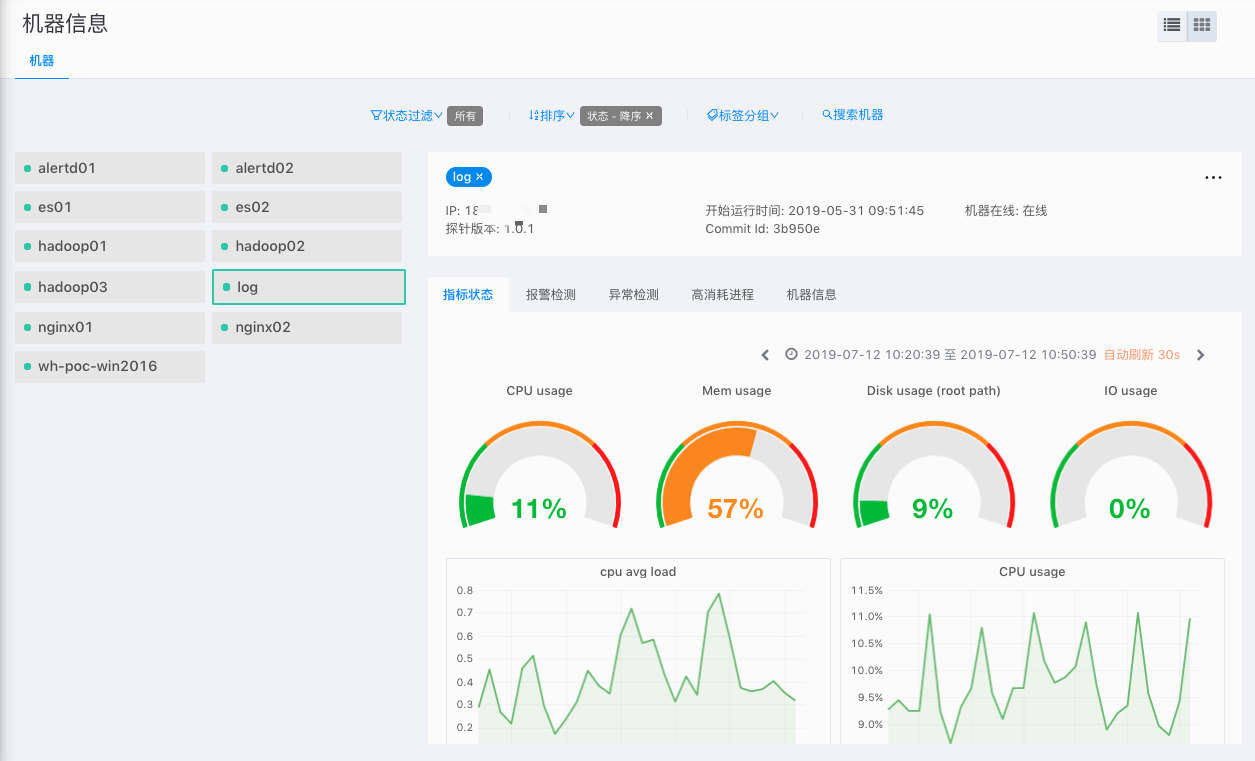 机器信息
机器
状态过滤 所有 排序 状态 - 降序 × 标签分组 搜索机器
alertd01 alertd02
es01 es02
hadoop01 hadoop02
hadoop03 log
nginx01 nginx02
wh-poc-win2016
log ×
IP: 18 开始运行时间: 2019-05-31 09:51:45 机器在线: 在线
探针版本: 1.0.1 Commit Id: 3b950e
指标状态 报警检测 异常检测 高消耗进程 机器信息
2019-07-12 10:20:39 至 2019-07-12 10:50:39 自动刷新 30s
CPU usage Mem usage Disk usage (root path) IO usage
11% 57% 9% 0%
cpu avg load
0.8
0.7
0.6
0.5
0.4
0.3
0.2
CPU usage
11.5%
11.0%
10.5%
10.0%
9.5%
9.0%